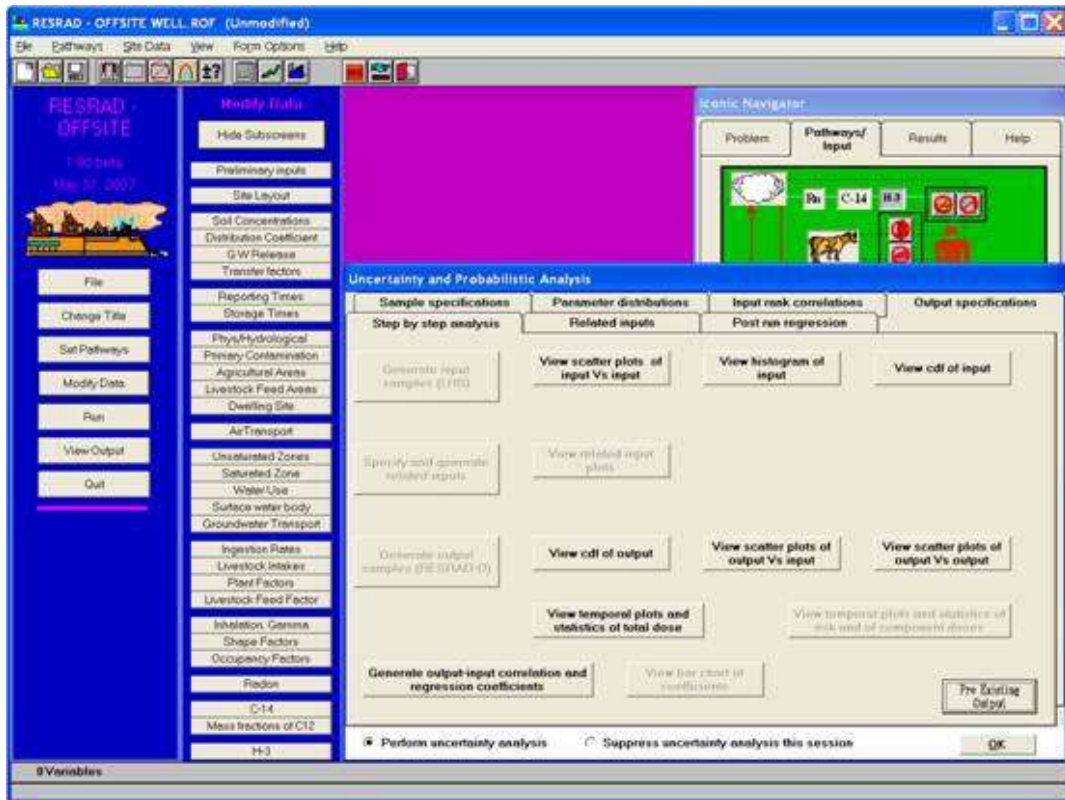 RESRAD - OFFSITE WELL.ROF (Unmodified)
File Pathways Site Data View Form Options Help
RESRAD -
OFFSITE
May 31, 2007
File
Change Title
Set Pathways
Modify Data
Run
View Output
Quit
Modify Data
Hide Subscreens
Preliminary inputs
Site Layout
Soil Concentrations
Distribution Coefficient
G W Release
Transfer factors
Reporting Times
Storage Times
Phys/Hydrological
Primary Contamination
Agricultural Areas
Livestock Feed Areas
Dwelling Site
AirTransport
Unsaturated Zones
Saturated Zone
Water Use
Surface water body
Groundwater Transport
Ingestion Rates
Livestock Intakes
Plant Factors
Livestock Feed Factor
Inhalation, Gamma
Shape Factors
Occupancy Factors
Radon
C-14
Mass fractions of C12
H-3
Iconic Navigator
Problem
Pathways/
Input
Results
Help
Rn C-14 H-3
Uncertainty and Probabilistic Analysis
Sample specifications
Parameter distributions
Input rank correlations
Output specifications
Step by step analysis
Related inputs
Post run regression
Generate input
samples (LHS)
View scatter plots of
input Vs input
View histogram of
input
View cdf of input
Specify and generate
related inputs
View related input
plots
Generate output
samples (RESRAD-O)
View cdf of output
View scatter plots of
output Vs input
View scatter plots of
output Vs output
View temporal plots and
statistics of total dose
View temporal plots and statistics of
risk and of component doses
Generate output-input correlation and
regression coefficients
View bar chart of
coefficients
Pre Existing
Output
Perform uncertainty analysis
Suppress uncertainty analysis this session
OK
0 Variables